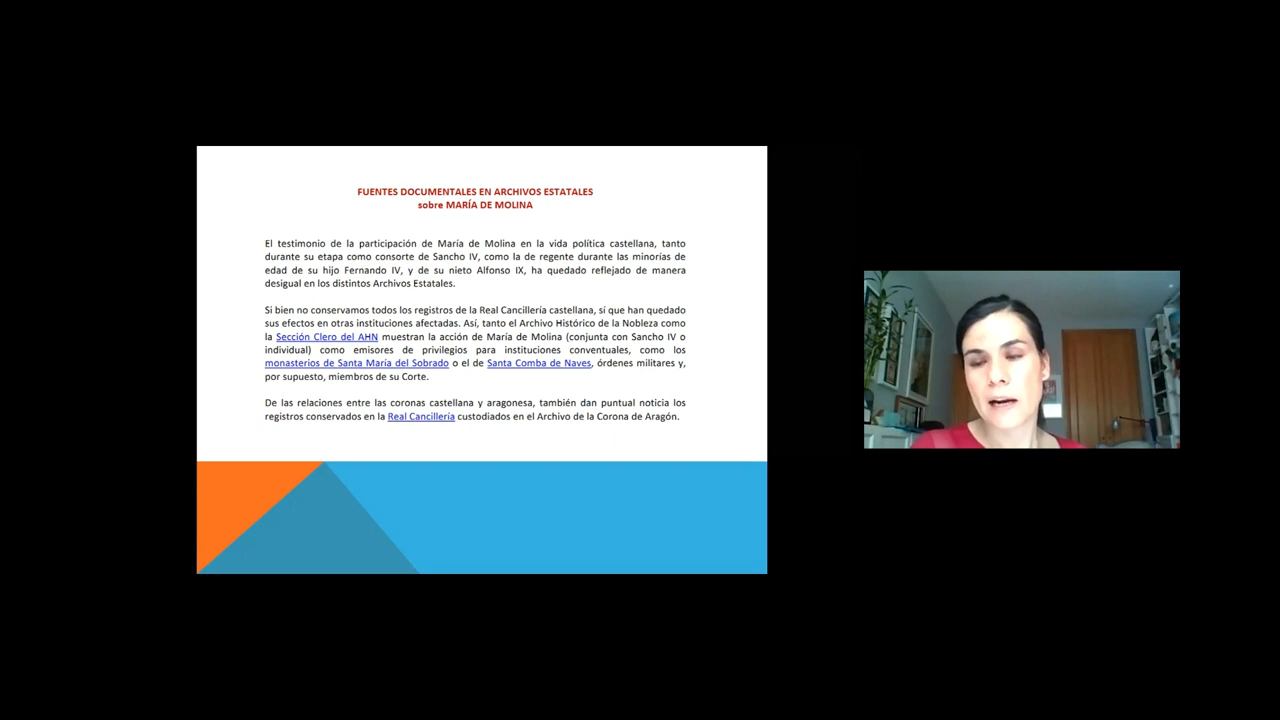 FUENTES DOCUMENTALES EN ARCHIVOS ESTATALES
sobre MARÍA DE MOLINA
El testimonio de la participación de María de Molina en la vida política castellana, tanto
durante su etapa como consorte de Sancho IV, como la de regente durante las minorías de
edad de su hijo Fernando IV, y de su nieto Alfonso IX, ha quedado reflejado de manera
desigual en los distintos Archivos Estatales.
Si bien no conservamos todos los registros de la Real Cancillería castellana, sí que han quedado
sus efectos en otras instituciones afectadas. Así, tanto el Archivo Histórico de la Nobleza como
la Sección Clero del AHN muestran la acción de María de Molina (conjunta con Sancho IV o
individual) como emisores de privilegios para instituciones conventuales, como los
monasterios de Santa María del Sobrado o el de Santa Comba de Naves, órdenes militares y,
por supuesto, miembros de su Corte.
De las relaciones entre las coronas castellana y aragonesa, también dan puntual noticia los
registros conservados en la Real Cancillería custodiados en el Archivo de la Corona de Aragón.